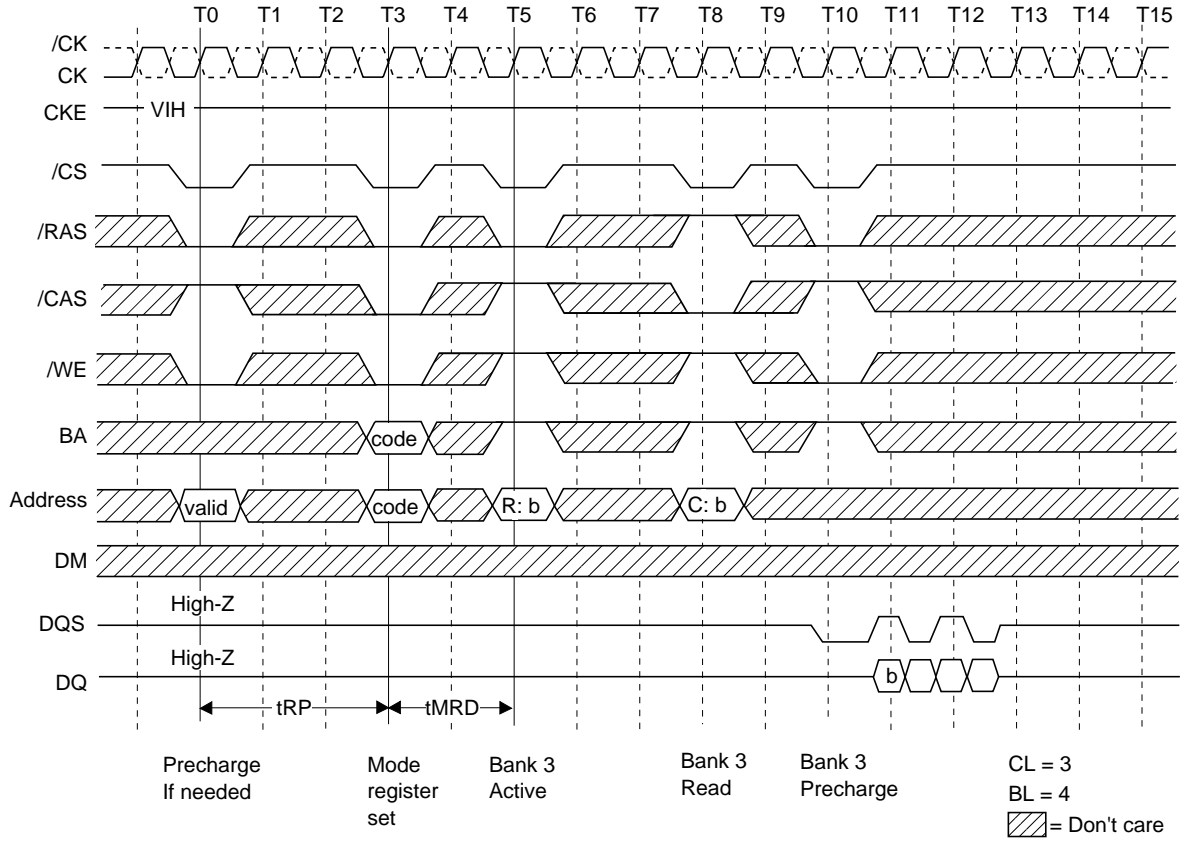 T0 T1 T2 T3 T4 T5 T6 T7 T8 T9 T10 T11 T12 T13 T14 T15
/CK
CK
CKE VIH
/CS
/RAS
/CAS
/WE
BA code
Address valid code R: b C: b
DM
High-Z
DQS
High-Z
DQ b
tRP tMRD
Precharge
If needed
Mode
register
set
Bank 3
Active
Bank 3
Read
Bank 3
Precharge
CL = 3
BL = 4
= Don't care